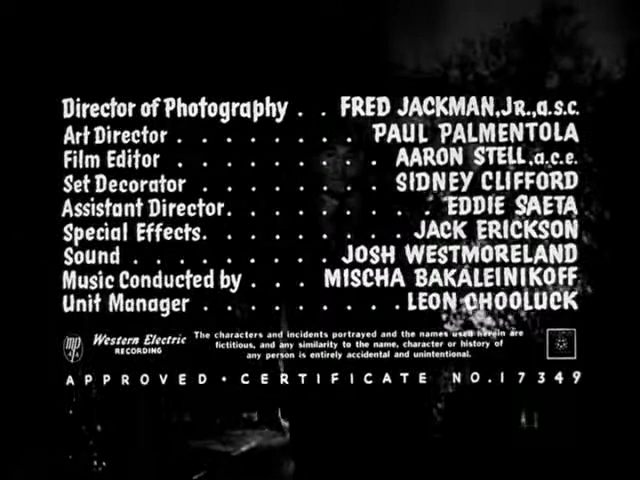 Director of Photography . . FRED JACKMAN, JR., a.s.c.
Art Director . . . . . . . . PAUL PALMENTOLA
Film Editor . . . . . . . . . AARON STELL, a.c.e.
Set Decorator . . . . . . . . SIDNEY CLIFFORD
Assistant Director. . . . . . . . . EDDIE SAETA
Special Effects. . . . . . . . . JACK ERICKSON
Sound . . . . . . . . . JOSH WESTMORELAND
Music Conducted by . . . MISCHA BAKALEINIKOFF
Unit Manager . . . . . . . . . LEON CHOOLUCK
Western Electric
RECORDING
The characters and incidents portrayed and the names used herein are
fictitious, and any similarity to the name, character or history of
any person is entirely accidental and unintentional.
APPROVED · CERTIFICATE NO. 17349